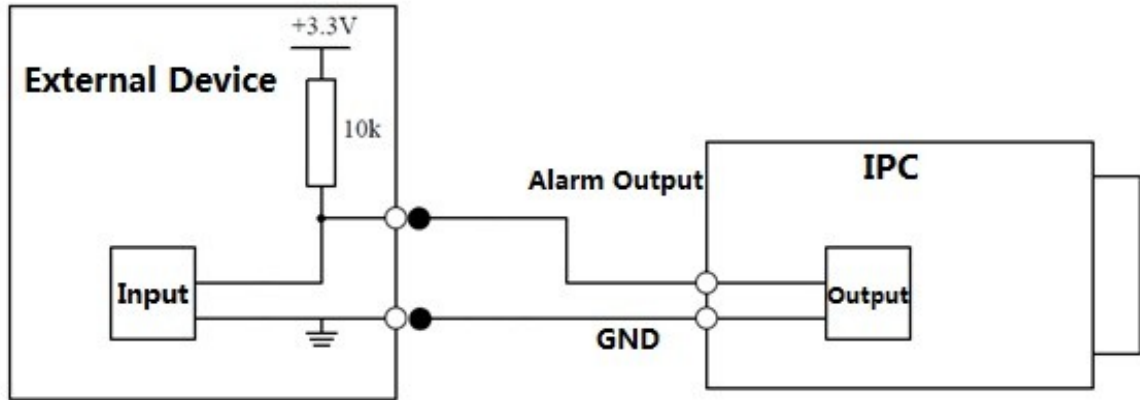 +3.3V
External Device
10k
Alarm Output
IPC
Input
Output
GND